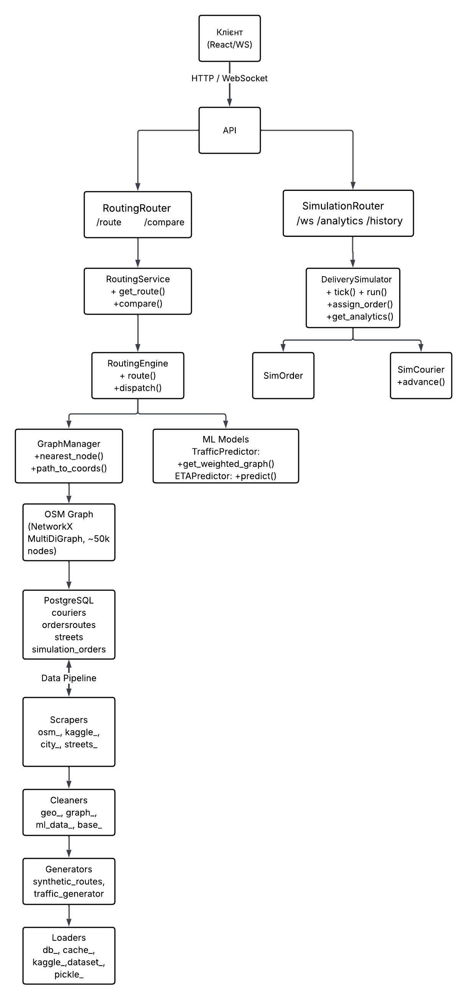 Клієнт
(React/WS)
HTTP / WebSocket
API
RoutingRouter
/route /compare
SimulationRouter
/ws /analytics /history
RoutingService
+ get_route()
+compare()
DeliverySimulator
+ tick() + run()
+assign_order()
+get_analytics()
RoutingEngine
+ route()
+dispatch()
SimOrder
SimCourier
+advance()
GraphManager
+nearest_node()
+path_to_coords()
ML Models
TrafficPredictor:
+get_weighted_graph()
ETAPredictor: +predict()
OSM Graph
(NetworkX
MultiDiGraph, ~50k
nodes)
PostgreSQL
couriers
ordersroutes
streets
simulation_orders
Data Pipeline
Scrapers
osm_, kaggle_,
city_, streets_
Cleaners
geo_, graph_,
ml_data_, base_
Generators
synthetic_routes,
traffic_generator
Loaders
db_, cache_,
kaggle_,dataset_,
pickle_